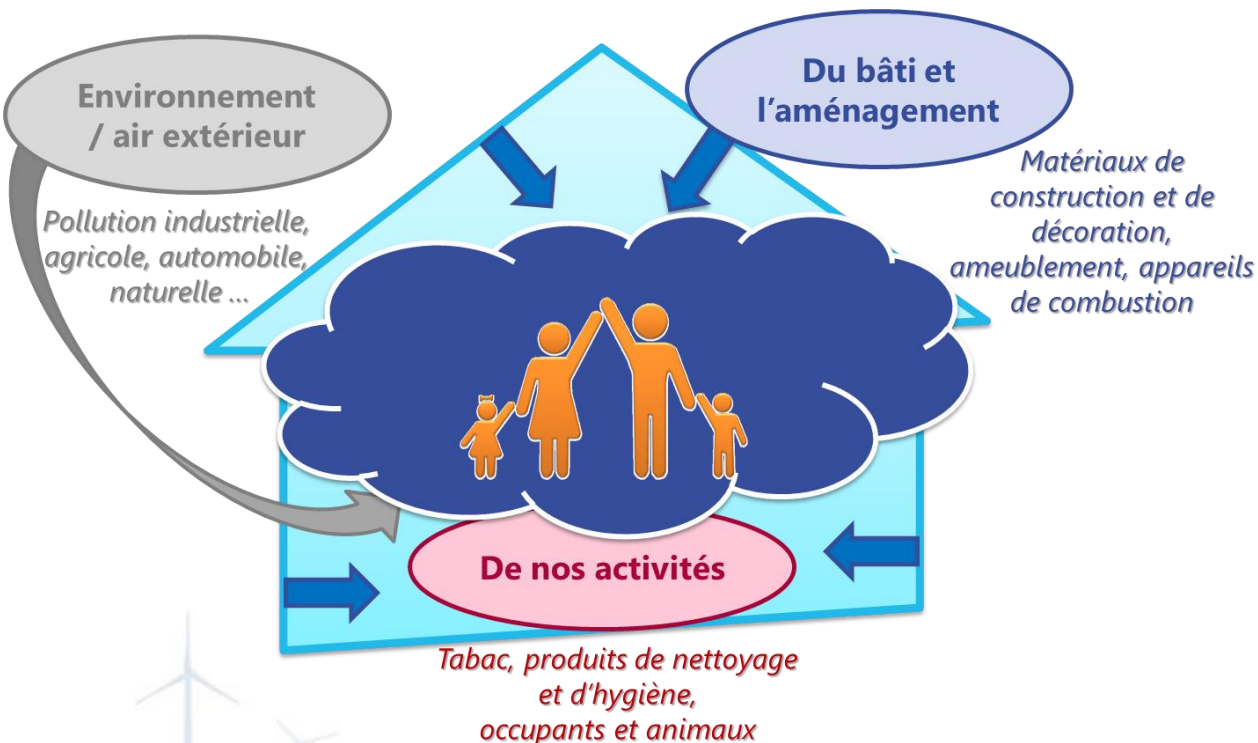 Environnement
/ air extérieur
Pollution industrielle,
agricole, automobile,
naturelle ...
Du bâti et
l'aménagement
Matériaux de
construction et de
décoration,
ameublement, appareils
de combustion
De nos activités
Tabac, produits de nettoyage
et d'hygiène,
occupants et animaux